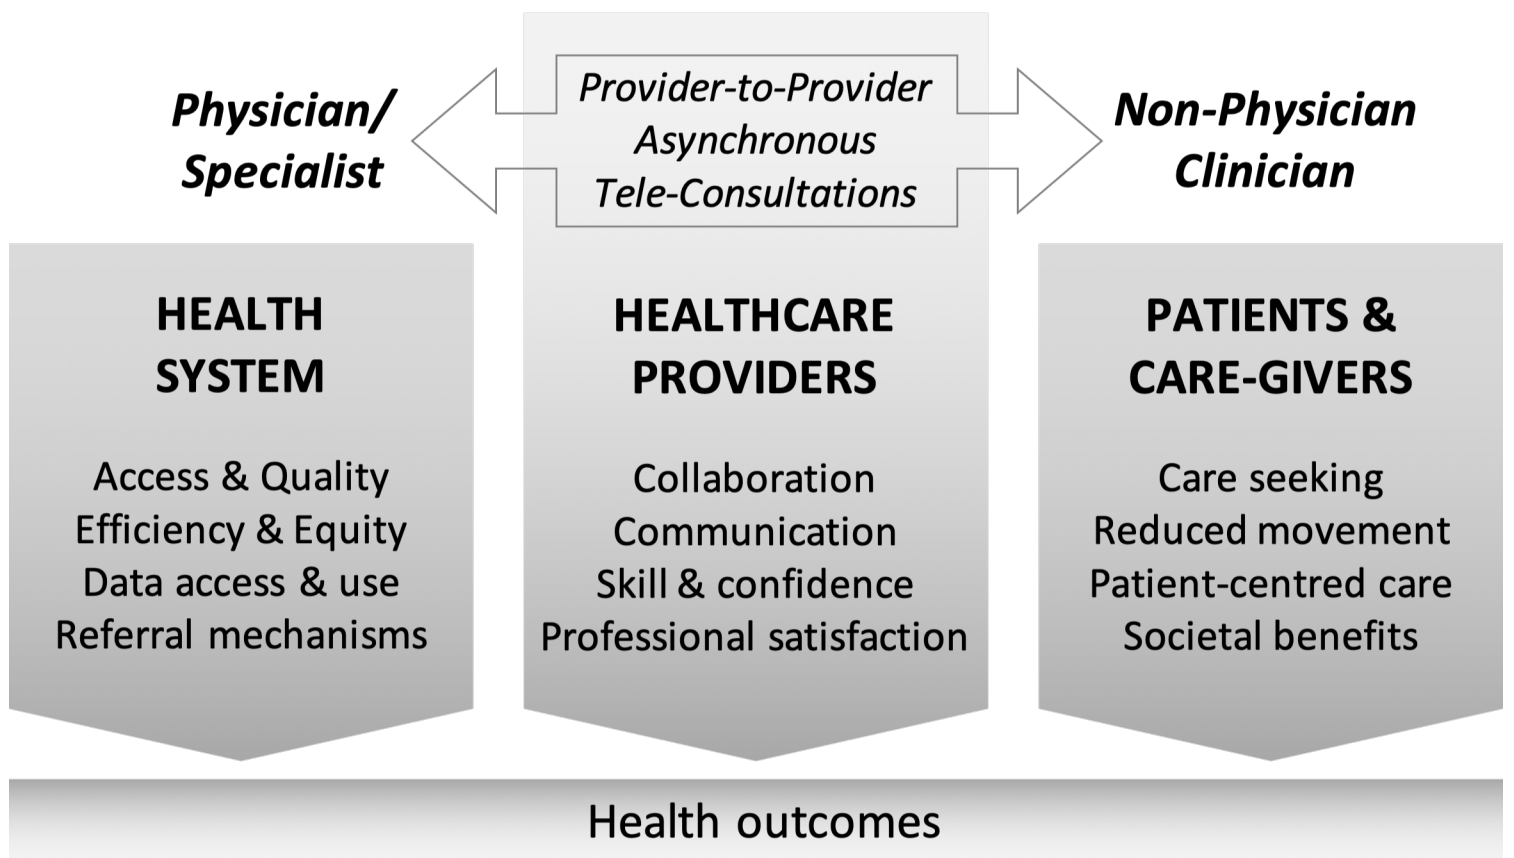 Physician/
Specialist
Provider-to-Provider
Asynchronous
Tele-Consultations
Non-Physician
Clinician
HEALTH
SYSTEM
Access & Quality
Efficiency & Equity
Data access & use
Referral mechanisms
HEALTHCARE
PROVIDERS
Collaboration
Communication
Skill & confidence
Professional satisfaction
PATIENTS &
CARE-GIVERS
Care seeking
Reduced movement
Patient-centred care
Societal benefits
Health outcomes